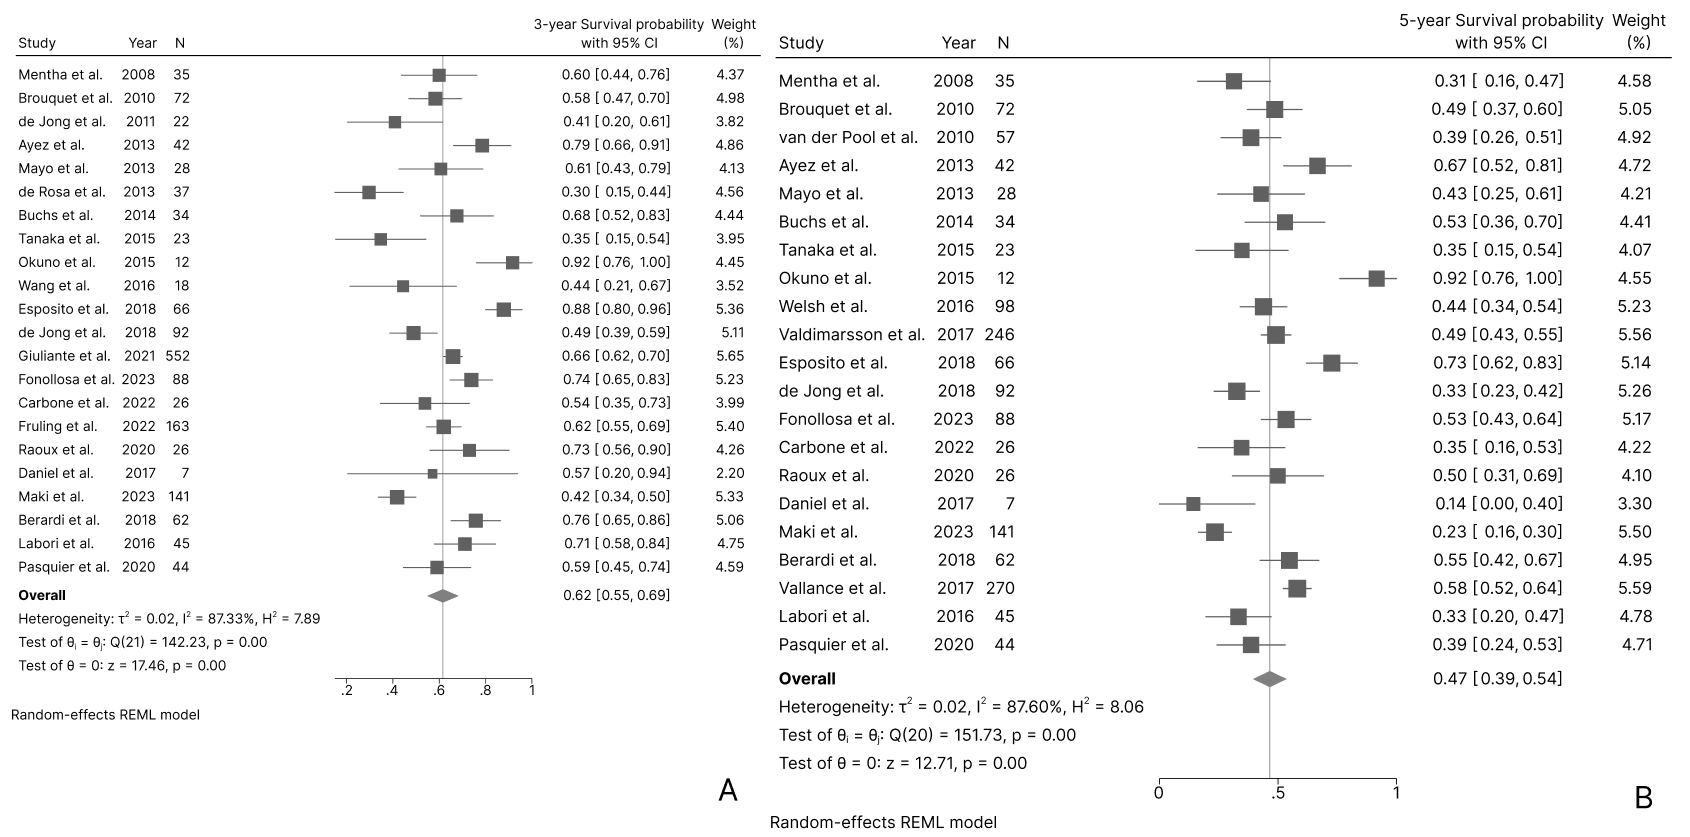 3-year Survival probability Weight
Study Year N with 95% CI (%)
Mentha et al. 2008 35 0.60 [0.44, 0.76] 4.37
Brouquet et al. 2010 72 0.58 [ 0.47, 0.70] 4.98
de Jong et al. 2011 22 0.41 [ 0.20, 0.61] 3.82
Ayez et al. 2013 42 0.79 [0.66, 0.91] 4.86
Mayo et al. 2013 28 0.61 [0.43, 0.79] 4.13
de Rosa et al. 2013 37 0.30 [ 0.15, 0.44] 4.56
Buchs et al. 2014 34 0.68 [0.52, 0.83] 4.44
Tanaka et al. 2015 23 0.35 [ 0.15, 0.54] 3.95
Okuno et al. 2015 12 0.92 [ 0.76, 1.00] 4.45
Wang et al. 2016 18 0.44 [ 0.21, 0.67] 3.52
Esposito et al. 2018 66 0.88 [ 0.80, 0.96] 5.36
de Jong et al. 2018 92 0.49 [0.39, 0.59] 5.11
Giuliante et al. 2021 552 0.66 [ 0.62, 0.70] 5.65
Fonollosa et al. 2023 88 0.74 [ 0.65, 0.83] 5.23
Carbone et al. 2022 26 0.54 [ 0.35, 0.73] 3.99
Fruling et al. 2022 163 0.62 [0.55, 0.69] 5.40
Raoux et al. 2020 26 0.73 [ 0.56, 0.90] 4.26
Daniel et al. 2017 7 0.57 [ 0.20, 0.94] 2.20
Maki et al. 2023 141 0.42 [ 0.34, 0.50] 5.33
Berardi et al. 2018 62 0.76 [ 0.65, 0.86] 5.06
Labori et al. 2016 45 0.71 [ 0.58, 0.84] 4.75
Pasquier et al. 2020 44 0.59 [ 0.45, 0.74] 4.59
Overall 0.62 [0.55, 0.69]
Heterogeneity: τ² = 0.02, I² = 87.33%, H² = 7.89
Test of θᵢ = θⱼ: Q(21) = 142.23, p = 0.00
Test of θ = 0: z = 17.46, p = 0.00
.2 .4 .6 .8 1
Random-effects REML model
A
5-year Survival probability Weight
Study Year N with 95% CI (%)
Mentha et al. 2008 35 0.31 [ 0.16, 0.47] 4.58
Brouquet et al. 2010 72 0.49 [ 0.37, 0.60] 5.05
van der Pool et al. 2010 57 0.39 [ 0.26, 0.51] 4.92
Ayez et al. 2013 42 0.67 [ 0.52, 0.81] 4.72
Mayo et al. 2013 28 0.43 [ 0.25, 0.61] 4.21
Buchs et al. 2014 34 0.53 [ 0.36, 0.70] 4.41
Tanaka et al. 2015 23 0.35 [ 0.15, 0.54] 4.07
Okuno et al. 2015 12 0.92 [ 0.76, 1.00] 4.55
Welsh et al. 2016 98 0.44 [ 0.34, 0.54] 5.23
Valdimarsson et al. 2017 246 0.49 [ 0.43, 0.55] 5.56
Esposito et al. 2018 66 0.73 [ 0.62, 0.83] 5.14
de Jong et al. 2018 92 0.33 [ 0.23, 0.42] 5.26
Fonollosa et al. 2023 88 0.53 [ 0.43, 0.64] 5.17
Carbone et al. 2022 26 0.35 [ 0.16, 0.53] 4.22
Raoux et al. 2020 26 0.50 [ 0.31, 0.69] 4.10
Daniel et al. 2017 7 0.14 [ 0.00, 0.40] 3.30
Maki et al. 2023 141 0.23 [ 0.16, 0.30] 5.50
Berardi et al. 2018 62 0.55 [ 0.42, 0.67] 4.95
Vallance et al. 2017 270 0.58 [ 0.52, 0.64] 5.59
Labori et al. 2016 45 0.33 [ 0.20, 0.47] 4.78
Pasquier et al. 2020 44 0.39 [ 0.24, 0.53] 4.71
Overall 0.47 [ 0.39, 0.54]
Heterogeneity: τ² = 0.02, I² = 87.60%, H² = 8.06
Test of θᵢ = θⱼ: Q(20) = 151.73, p = 0.00
Test of θ = 0: z = 12.71, p = 0.00
0 .5 1
Random-effects REML model
B